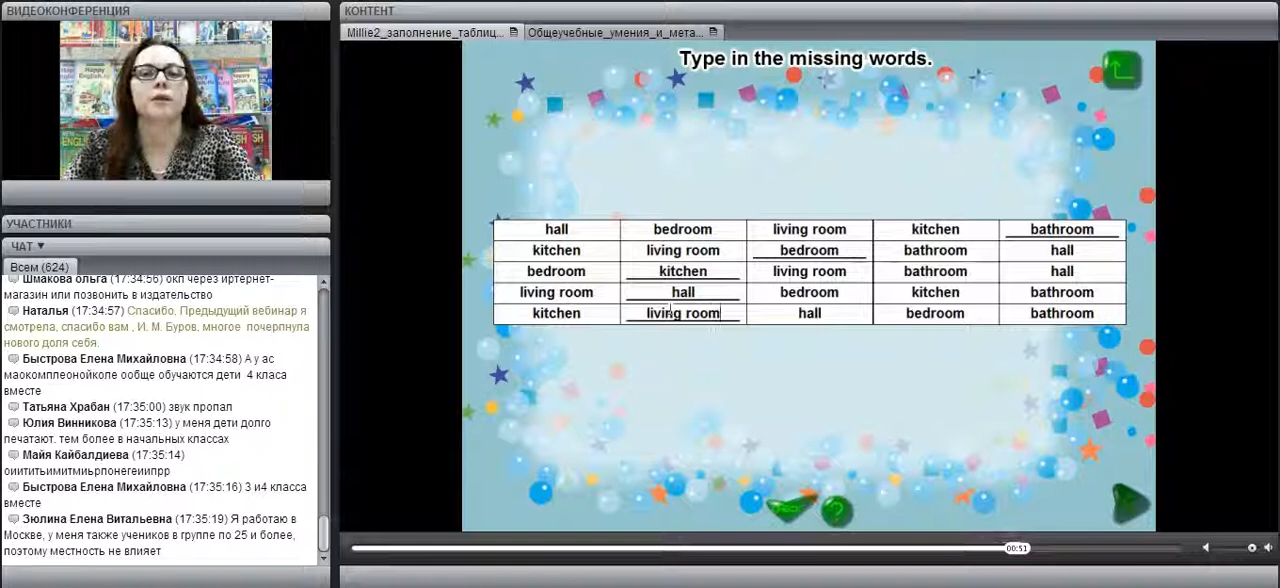 ВИДЕОКОНФЕРЕНЦИЯ
УЧАСТНИКИ
ЧАТ ▼
Всем (624)
Шмакова ольга (17:34:56) окп через иртернет-
магазин или позвонить в издательство
Наталья (17:34:57) Спасибо. Предыдущий вебинар я
смотрела, спасибо вам , И. М. Буров, многое почерпнула
нового доля себя.
Быстрова Елена Михайловна (17:34:58) А у ас
маокомплеонойколе ообще обучаются дети 4 класа
вместе
Татьяна Храбан (17:35:00) звук пропал
Юлия Винникова (17:35:13) у меня дети долго
печатают. тем более в начальных классах
Майя Кайбалдиева (17:35:14)
оиититьимитмиьрпонегеиипрр
Быстрова Елена Михайловна (17:35:16) 3 и4 класса
вместе
Зюлина Елена Витальевна (17:35:19) Я работаю в
Москве, у меня также учеников в группе по 25 и более,
поэтому местность не влияет
КОНТЕНТ
Millie2_заполнение_таблиц... Общеучебные_умения_и_мета...
Type in the missing words.
hall bedroom living room kitchen bathroom
kitchen living room bedroom bathroom hall
bedroom kitchen living room bathroom hall
living room hall bedroom kitchen bathroom
kitchen living room hall bedroom bathroom
?
00:51